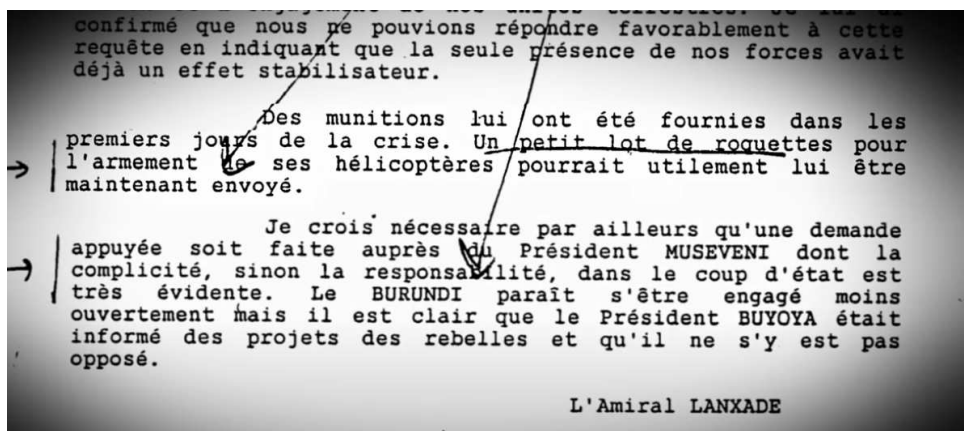 confirmé que nous ne pouvions répondre favorablement à cette
requête en indiquant que la seule présence de nos forces avait
déjà un effet stabilisateur.
Des munitions lui ont été fournies dans les
premiers jours de la crise. Un petit lot de roquettes pour
l'armement de ses hélicoptères pourrait utilement lui être
maintenant envoyé.
Je crois nécessaire par ailleurs qu'une demande
appuyée soit faite auprès du Président MUSEVENI dont la
complicité, sinon la responsabilité, dans le coup d'état est
très évidente. Le BURUNDI paraît s'être engagé moins
ouvertement mais il est clair que le Président BUYOYA était
informé des projets des rebelles et qu'il ne s'y est pas
opposé.
L'Amiral LANXADE